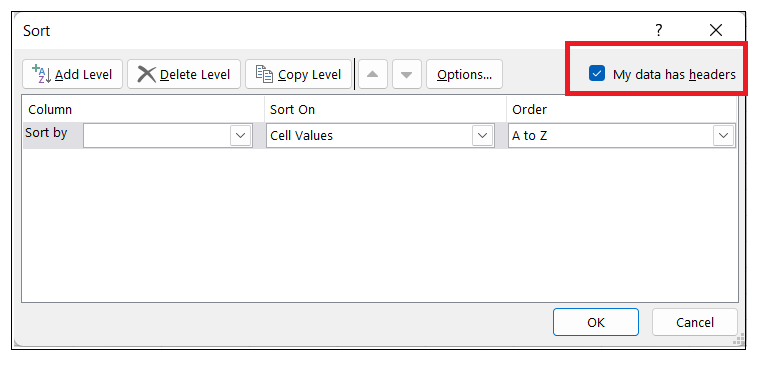 Sort ?
Add Level Delete Level Copy Level Options... My data has headers
Column Sort On Order
Sort by Cell Values A to Z
OK Cancel